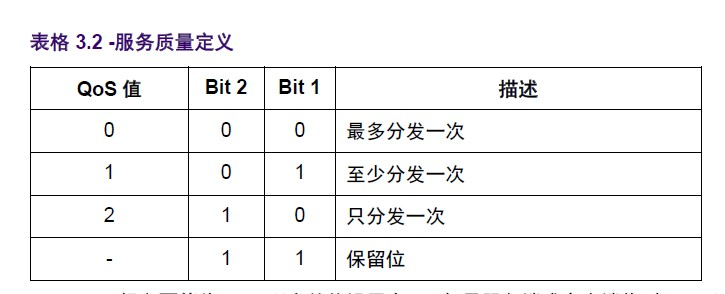 表格 3.2 -服务质量定义
QoS 值 Bit 2 Bit 1 描述
0 0 0 最多分发一次
1 0 1 至少分发一次
2 1 0 只分发一次
- 1 1 保留位